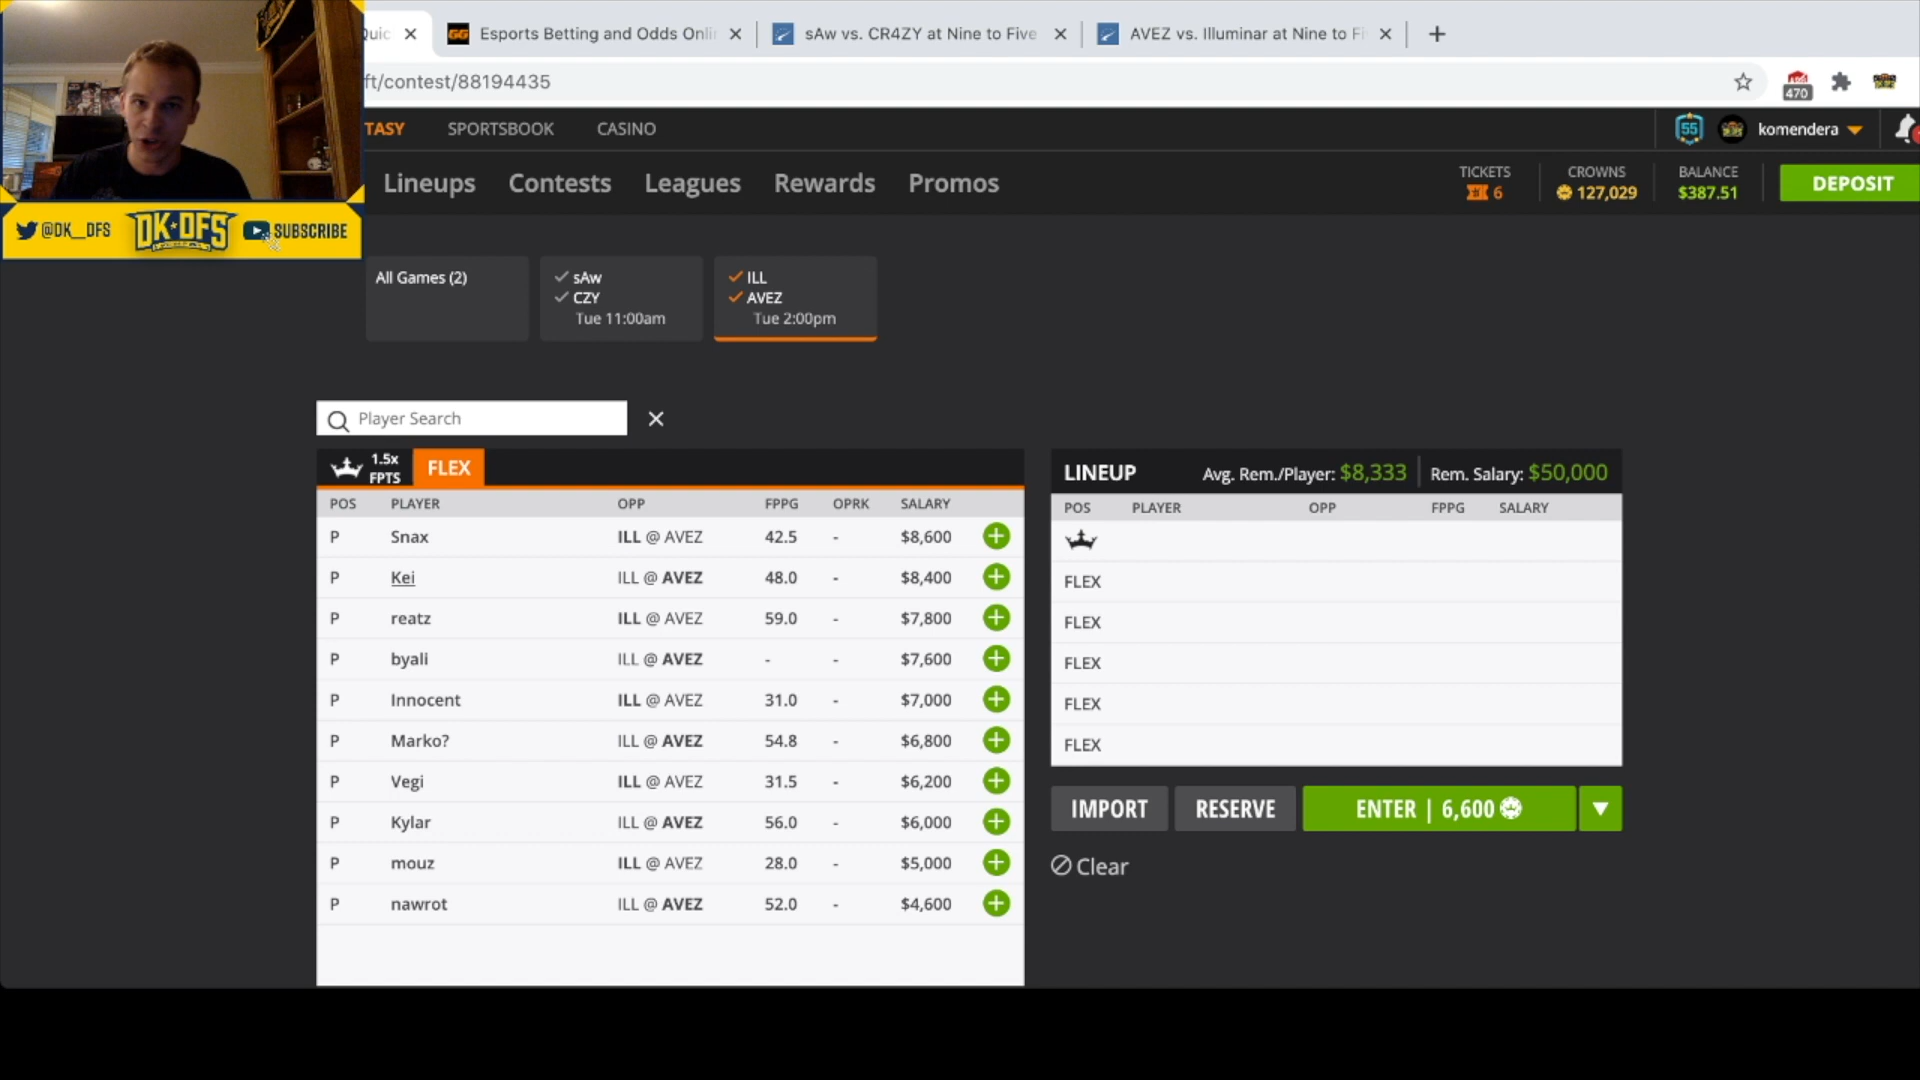 Quic
Esports Betting and Odds Onli
sAw vs. CR4ZY at Nine to Five
AVEZ vs. Illuminar at Nine to Fi
ft/contest/88194435
470
TASY
SPORTSBOOK
CASINO
55
komendera
Lineups
Contests
Leagues
Rewards
Promos
TICKETS
6
CROWNS
127,029
BALANCE
$387.51
DEPOSIT
@DK__DFS
DK★DFS
SUBSCRIBE
All Games (2)
sAw
CZY
Tue 11:00am
ILL
AVEZ
Tue 2:00pm
Player Search
1.5x
FPTS
FLEX
POS PLAYER OPP FPPG OPRK SALARY
P Snax ILL @ AVEZ 42.5 - $8,600
P Kei ILL @ AVEZ 48.0 - $8,400
P reatz ILL @ AVEZ 59.0 - $7,800
P byali ILL @ AVEZ - - $7,600
P Innocent ILL @ AVEZ 31.0 - $7,000
P Marko? ILL @ AVEZ 54.8 - $6,800
P Vegi ILL @ AVEZ 31.5 - $6,200
P Kylar ILL @ AVEZ 56.0 - $6,000
P mouz ILL @ AVEZ 28.0 - $5,000
P nawrot ILL @ AVEZ 52.0 - $4,600
LINEUP Avg. Rem./Player: $8,333 Rem. Salary: $50,000
POS PLAYER OPP FPPG SALARY
FLEX
FLEX
FLEX
FLEX
FLEX
IMPORT
RESERVE
ENTER | 6,600
Clear